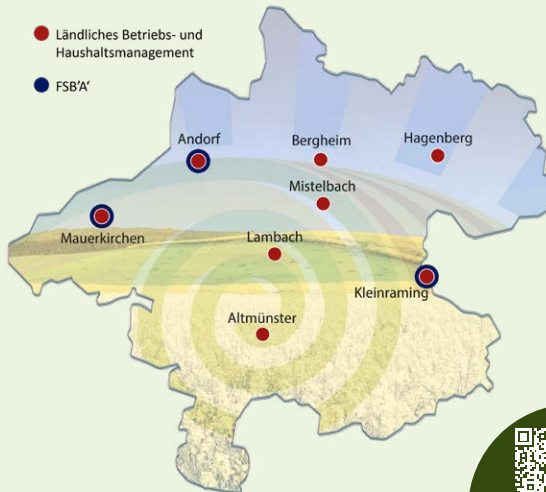 Ländliches Betriebs- und
Haushaltsmanagement
FSB'A'
Andorf
Bergheim
Hagenberg
Mistelbach
Mauerkirchen
Lambach
Kleinraming
Altmünster